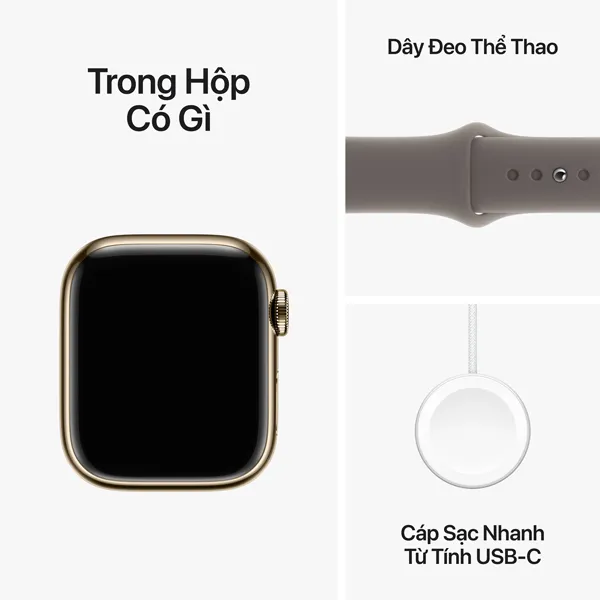 Trong Hộp
Có Gì
Dây Đeo Thể Thao
Cáp Sạc Nhanh
Từ Tính USB-C